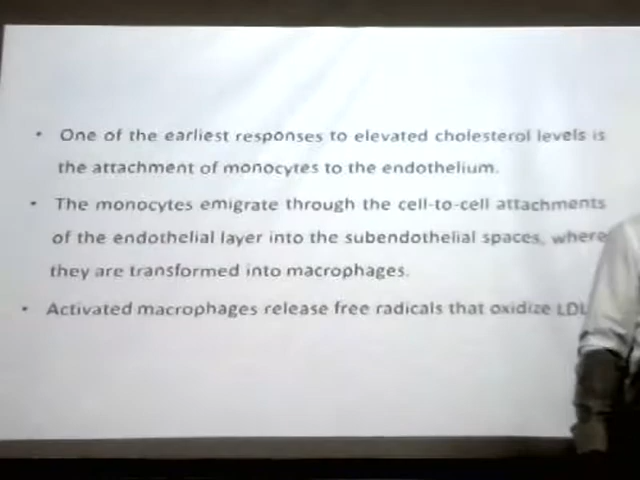 • One of the earliest responses to elevated cholesterol levels is
the attachment of monocytes to the endothelium.
• The monocytes emigrate through the cell-to-cell attachments
of the endothelial layer into the subendothelial spaces, where
they are transformed into macrophages.
• Activated macrophages release free radicals that oxidize LDL